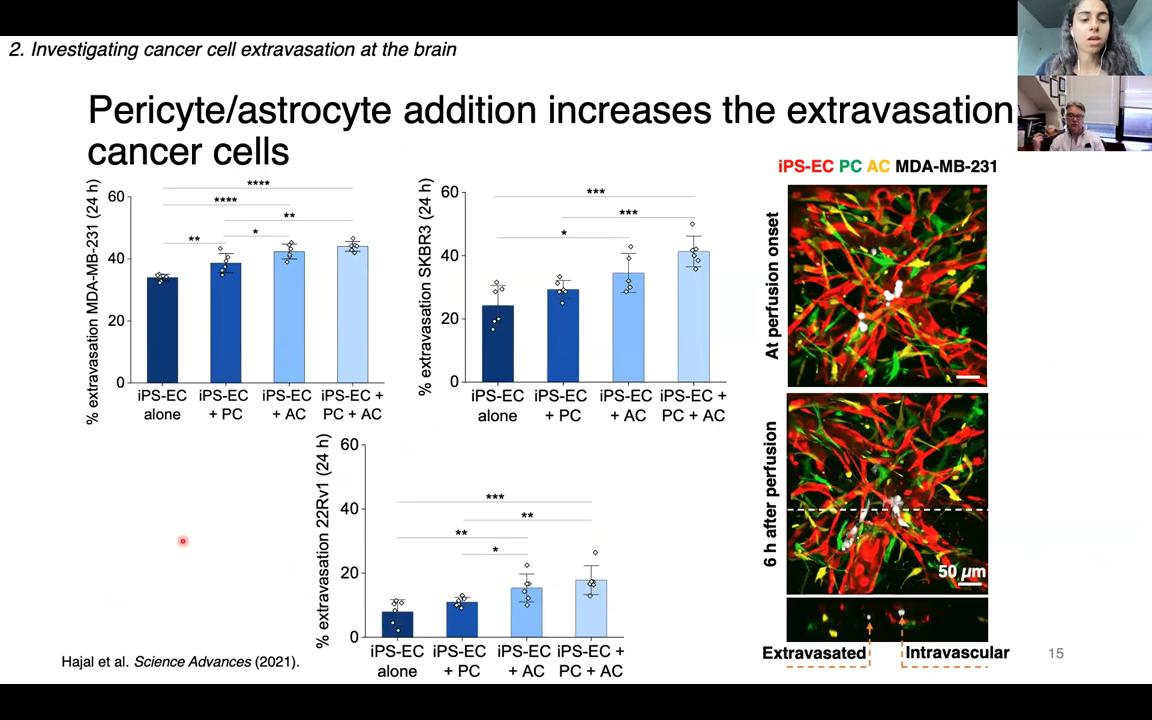 2. Investigating cancer cell extravasation at the brain
Pericyte/astrocyte addition increases the extravasation
cancer cells
% extravasation MDA-MB-231 (24 h)
60
40
20
0
****
****
**
**
*
iPS-EC alone
iPS-EC + PC
iPS-EC + AC
iPS-EC + PC + AC
% extravasation SKBR3 (24 h)
60
40
20
0
***
***
*
iPS-EC alone
iPS-EC + PC
iPS-EC + AC
iPS-EC + PC + AC
% extravasation 22Rv1 (24 h)
60
40
20
0
***
**
**
*
iPS-EC alone
iPS-EC + PC
iPS-EC + AC
iPS-EC + PC + AC
iPS-EC PC AC MDA-MB-231
At perfusion onset
6 h after perfusion
50 µm
Extravasated
Intravascular
Hajal et al. Science Advances (2021).
15